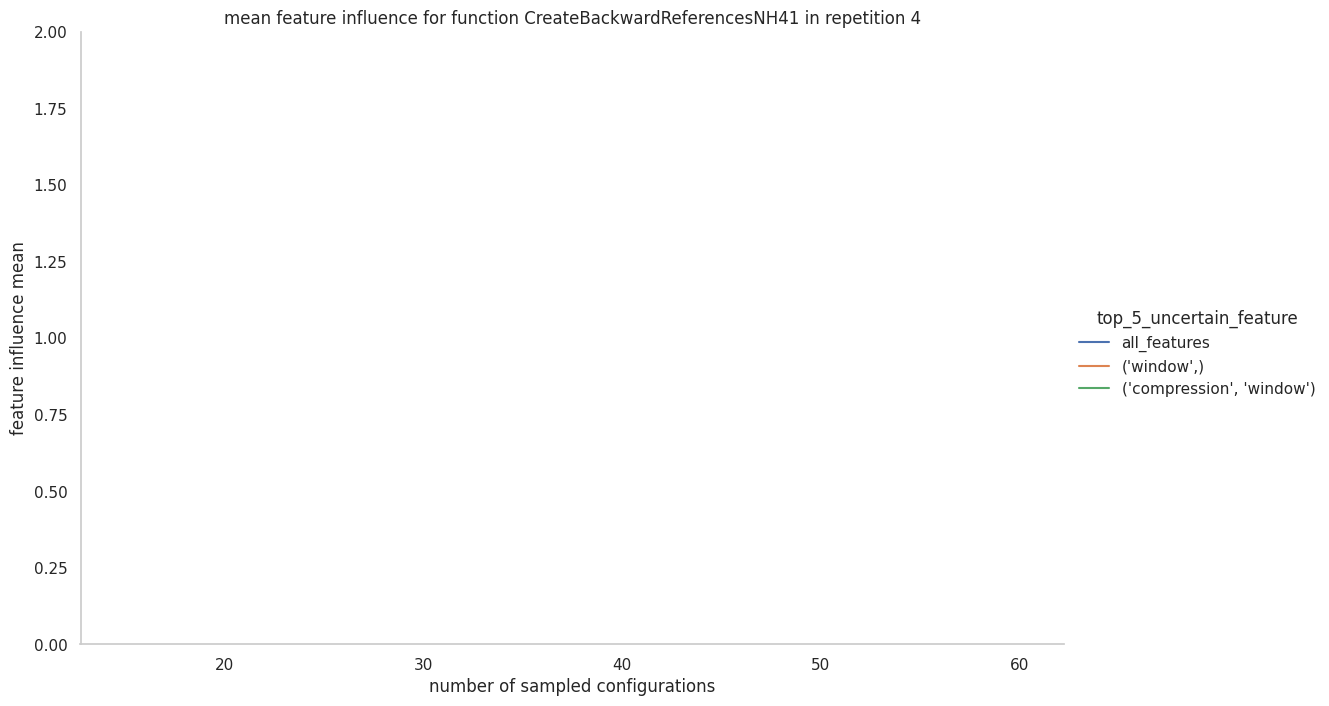 mean feature influence for function CreateBackwardReferencesNH41 in repetition 4
2.00
1.75
1.50
1.25
1.00
0.75
0.50
0.25
0.00
feature influence mean
20 30 40 50 60
number of sampled configurations
top_5_uncertain_feature
all_features
('window',)
('compression', 'window')